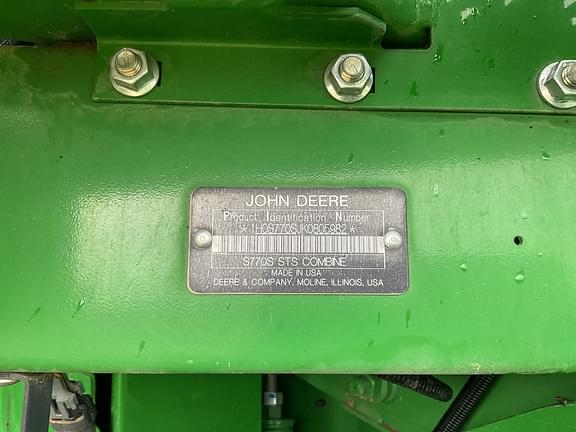 JOHN DEERE
Product Identification Number
*1H0S770SJK0805982*
S770S STS COMBINE
MADE IN USA
DEERE & COMPANY, MOLINE, ILLINOIS, USA